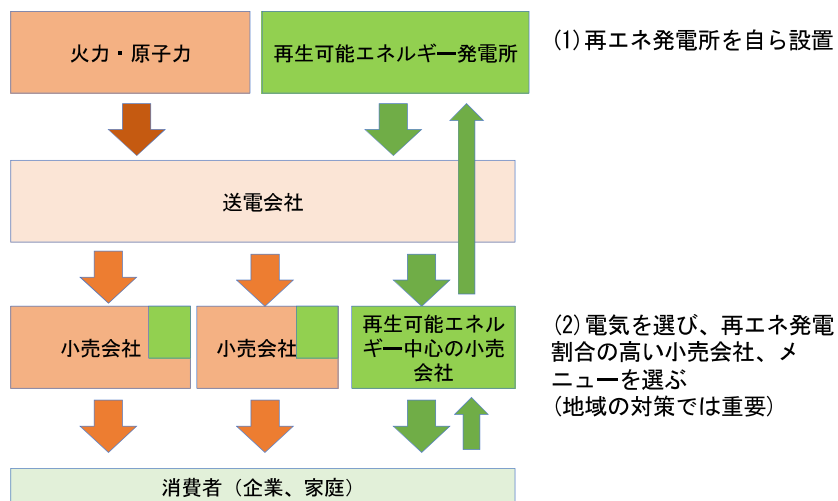 火力・原子力
再生可能エネルギー発電所
(1)再エネ発電所を自ら設置
送電会社
小売会社
小売会社
再生可能エネル
ギー中心の小売
会社
(2)電気を選び、再エネ発電
割合の高い小売会社、メ
ニューを選ぶ
(地域の対策では重要)
消費者（企業、家庭）